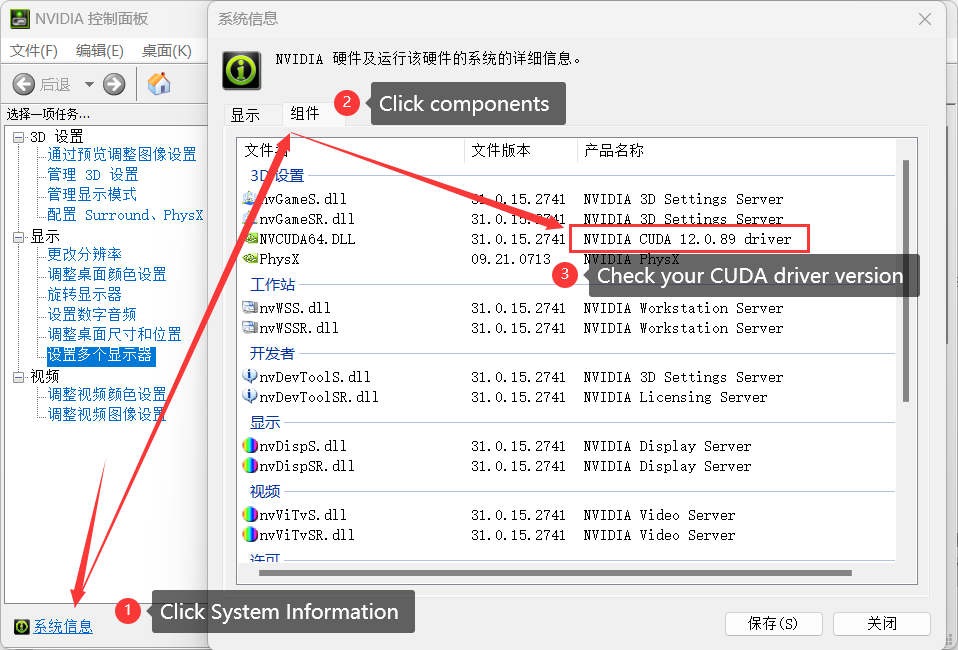 NVIDIA 控制面板
系统信息
文件(F) 编辑(E) 桌面(K)
后退
选择一项任务...
3D 设置
通过预览调整图像设置
管理 3D 设置
管理显示模式
配置 Surround、PhysX
显示
更改分辨率
调整桌面颜色设置
旋转显示器
设置数字音频
调整桌面尺寸和位置
设置多个显示器
视频
调整视频颜色设置
调整视频图像设置
系统信息
1 Click System Information
NVIDIA 硬件及运行该硬件的系统的详细信息。
显示 组件
2 Click components
文件名 文件版本 产品名称
3D 设置
nvGameS.dll 31.0.15.2741 NVIDIA 3D Settings Server
nvGameSR.dll 31.0.15.2741 NVIDIA 3D Settings Server
NVCUDA64.DLL 31.0.15.2741 NVIDIA CUDA 12.0.89 driver
PhysX 09.21.0713 NVIDIA PhysX
3 Check your CUDA driver version
工作站
nvWSS.dll 31.0.15.2741 NVIDIA Workstation Server
nvWSSR.dll 31.0.15.2741 NVIDIA Workstation Server
开发者
nvDevToolS.dll 31.0.15.2741 NVIDIA 3D Settings Server
nvDevToolSR.dll 31.0.15.2741 NVIDIA Licensing Server
显示
nvDispS.dll 31.0.15.2741 NVIDIA Display Server
nvDispSR.dll 31.0.15.2741 NVIDIA Display Server
视频
nvViTvS.dll 31.0.15.2741 NVIDIA Video Server
nvViTvSR.dll 31.0.15.2741 NVIDIA Video Server
许可
保存(S) 关闭